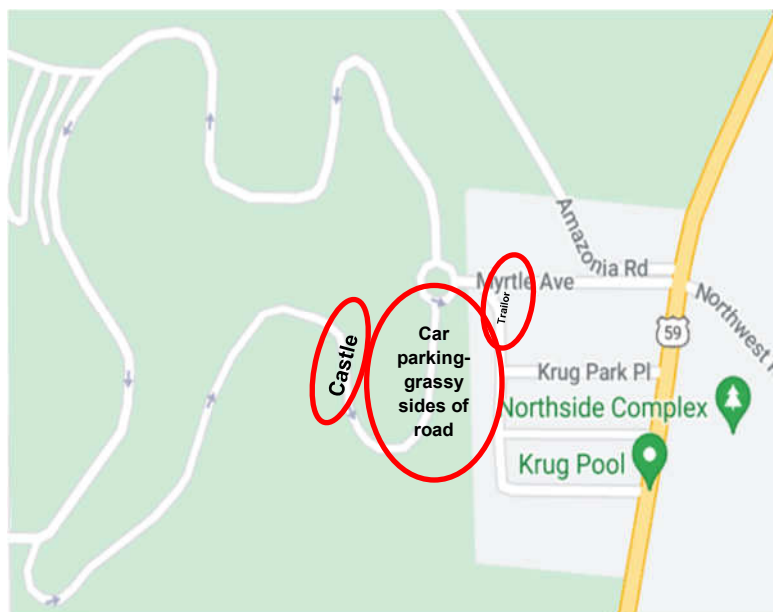 Amazonia Rd
Myrtle Ave
Northwest
59
Trailor
Castle
Car
parking-
grassy
sides of
road
Krug Park Pl
Northside Complex
Krug Pool